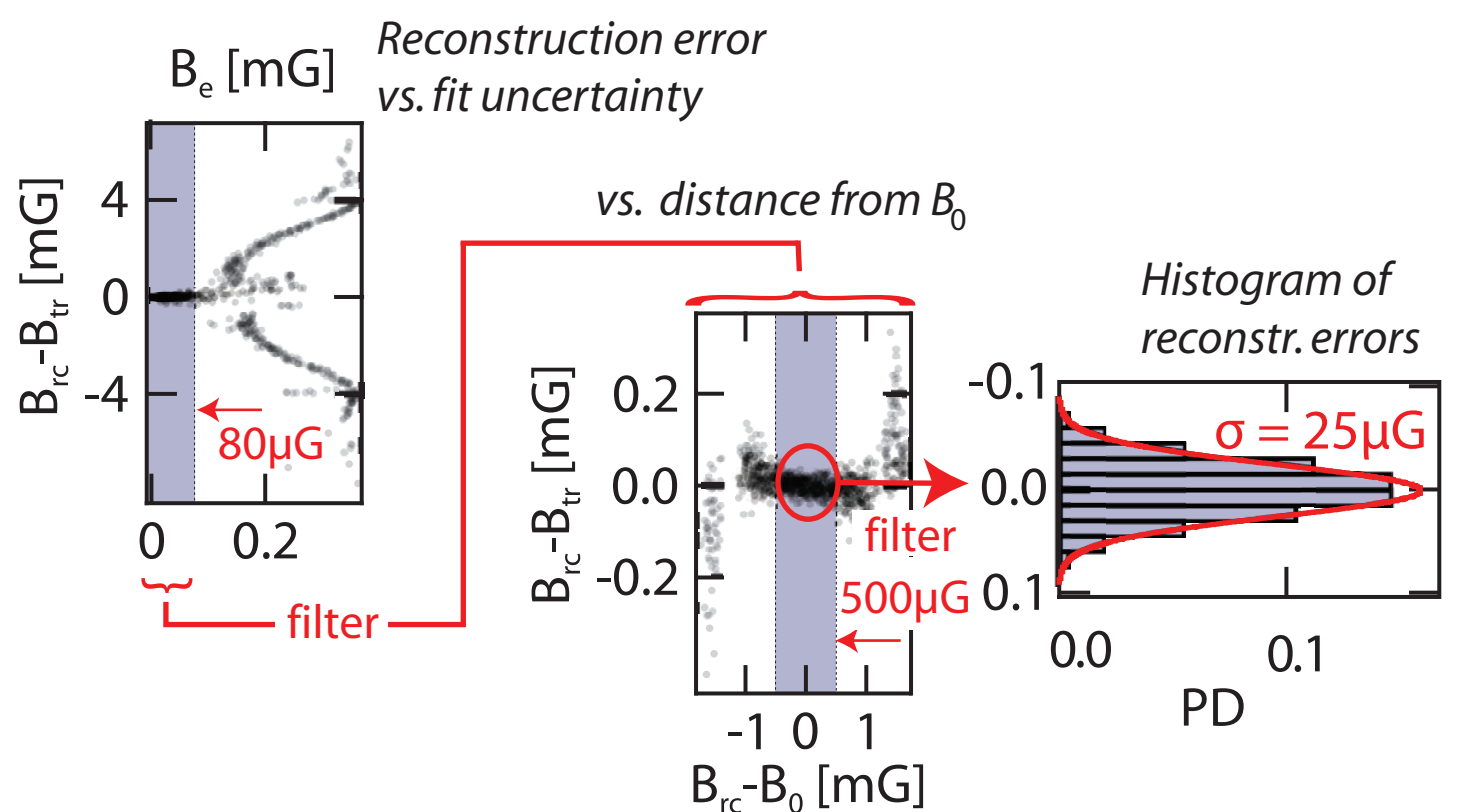 Reconstruction error
vs. fit uncertainty
B_e [mG]
B_rc-B_tr [mG]
4
0
-4
80µG
0 0.2
filter
vs. distance from B_0
B_rc-B_tr [mG]
0.2
0.0
-0.2
filter
500µG
-1 0 1
B_rc-B_0 [mG]
Histogram of
reconstr. errors
-0.1
0.0
0.1
σ = 25µG
0.0 0.1
PD